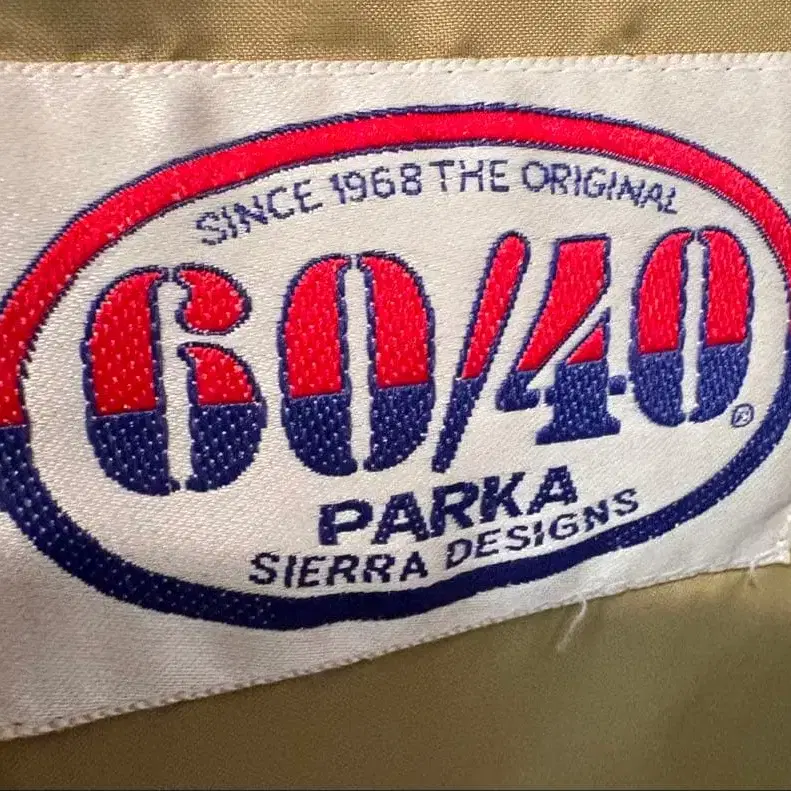 SINCE 1968 THE ORIGINAL
60/40®
PARKA
SIERRA DESIGNS